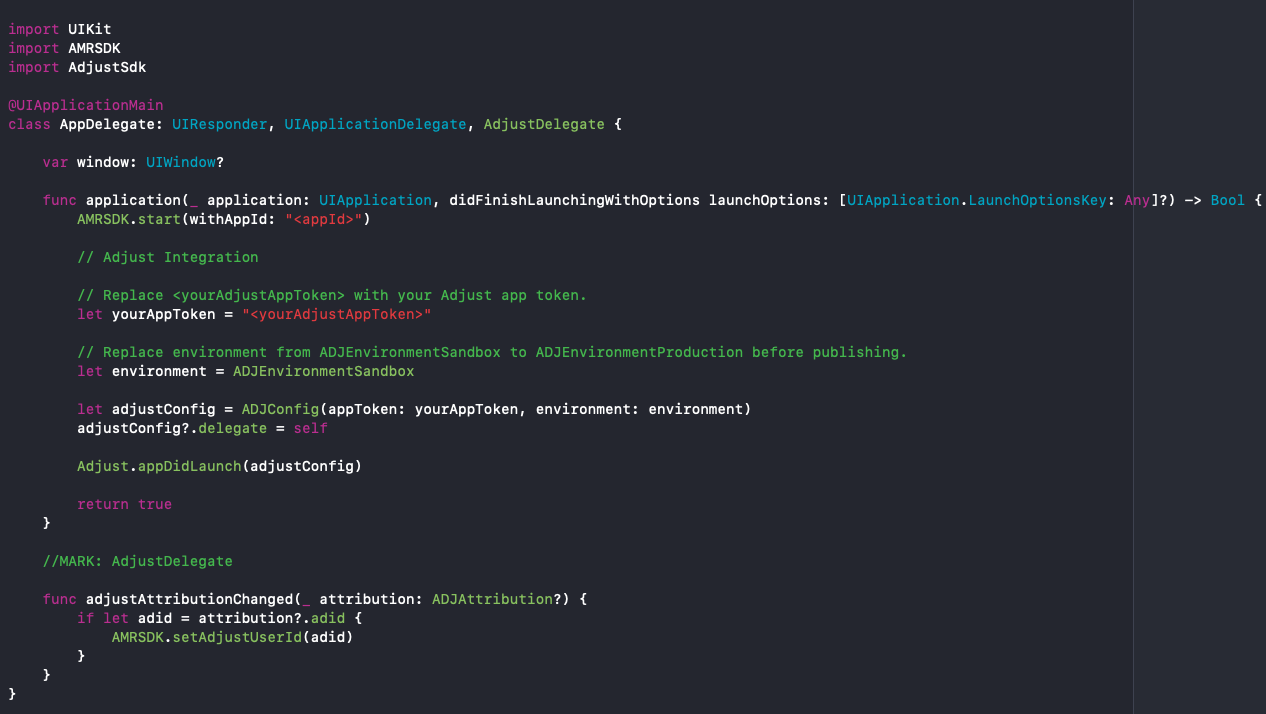 import UIKit
import AMRSDK
import AdjustSdk
@UIApplicationMain
class AppDelegate: UIResponder, UIApplicationDelegate, AdjustDelegate {
var window: UIWindow?
func application(_ application: UIApplication, didFinishLaunchingWithOptions launchOptions: [UIApplication.LaunchOptionsKey: Any]?) -> Bool {
AMRSDK.start(withAppId: "<appId>")
// Adjust Integration
// Replace <yourAdjustAppToken> with your Adjust app token.
let yourAppToken = "<yourAdjustAppToken>"
// Replace environment from ADJEnvironmentSandbox to ADJEnvironmentProduction before publishing.
let environment = ADJEnvironmentSandbox
let adjustConfig = ADJConfig(appToken: yourAppToken, environment: environment)
adjustConfig?.delegate = self
Adjust.appDidLaunch(adjustConfig)
return true
}
//MARK: AdjustDelegate
func adjustAttributionChanged(_ attribution: ADJAttribution?) {
if let adid = attribution?.adid {
AMRSDK.setAdjustUserId(adid)
}
}
}